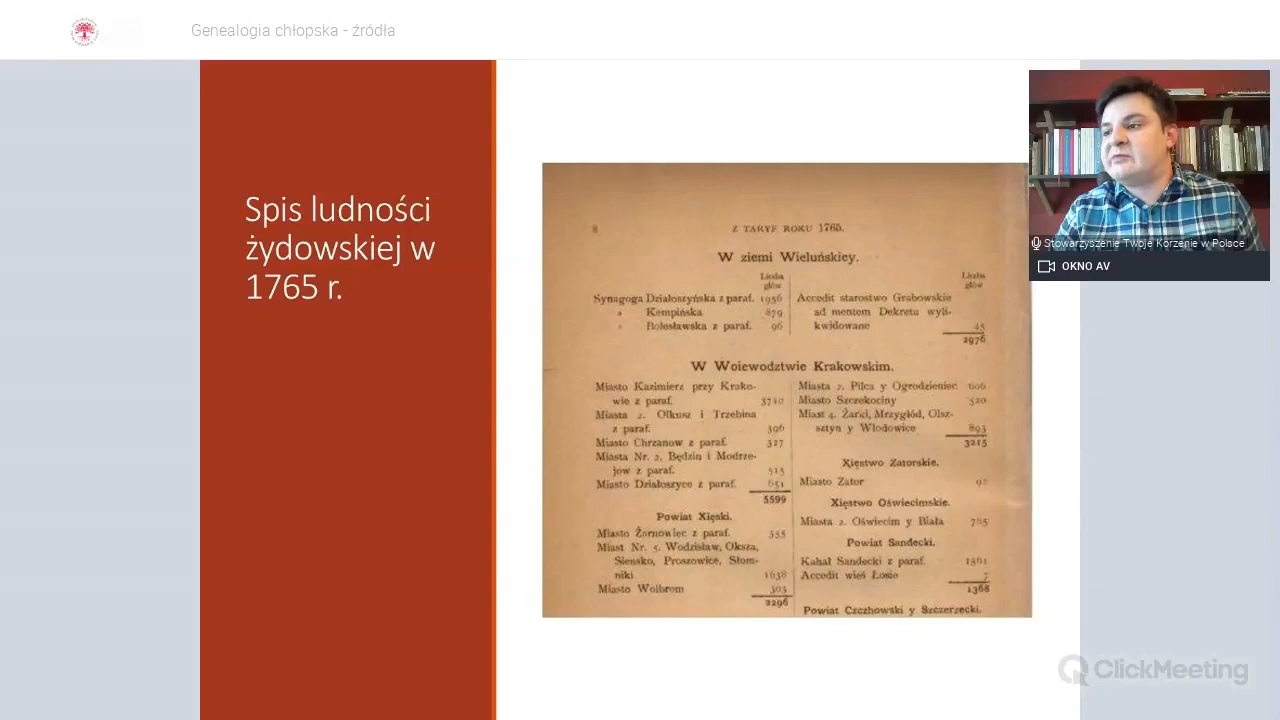 Genealogia chłopska - źródła
Spis ludności
żydowskiej w
1765 r.
8
Z TARYF ROKU 1765.
W ziemi Wieluńskiey.
Liczba
głów
Synagoga Działoszyńska z paraf. 1956
„ Kempińska 879
„ Bolesławska z paraf. 96
Liczba
głów
Accedit starostwo Grabowskie
ad mentem Dekretu wyli-
kwidowane 45
2976
W Woiewodztwie Krakowskim.
Miasto Kazimierz przy Krako-
wie z paraf. 3710
Miasta 2. Olkusz i Trzebina
z paraf. 396
Miasto Chrzanow z paraf. 327
Miasta Nr. 2. Będzin i Modrze-
jow z paraf. 515
Miasto Działoszyce z paraf. 651
5599
Powiat Xięski.
Miasto Żarnowiec z paraf. 355
Miast Nr. 5. Wodzisław, Oksza,
Siensko, Proszowice, Słom-
niki 1638
Miasto Wolbrom 303
2296
Miasta 2. Pilca y Ogrodzieniec 606
Miasto Szczekociny 520
Miast 4. Żarki, Mrzygłód, Olsz-
sztyn y Włodowice 893
3215
Xięstwo Zatorskie.
Miasto Zator
Xięstwo Oświecimskie.
Miasta 2. Oświecim y Biała 765
Powiat Sandecki.
Kahał Sandecki z paraf. 1361
Accedit wieś Łosie 7
1368
Powiat Czchowski y Szczerzecki.
Stowarzyszenie Twoje Korzenie w Polsce
OKNO AV
ClickMeeting